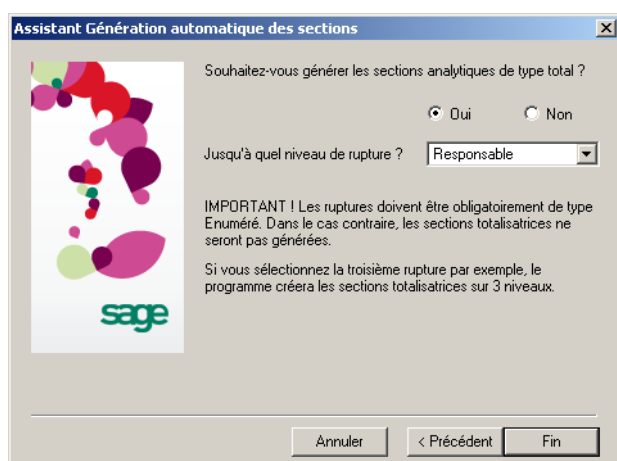 Assistant Génération automatique des sections
Souhaitez-vous générer les sections analytiques de type total ?
Oui Non
Jusqu'à quel niveau de rupture ? Responsable
IMPORTANT ! Les ruptures doivent être obligatoirement de type
Enuméré. Dans le cas contraire, les sections totalisatrices ne
seront pas générées.
Si vous sélectionnez la troisième rupture par exemple, le
programme créera les sections totalisatrices sur 3 niveaux.
sage
Annuler < Précédent Fin